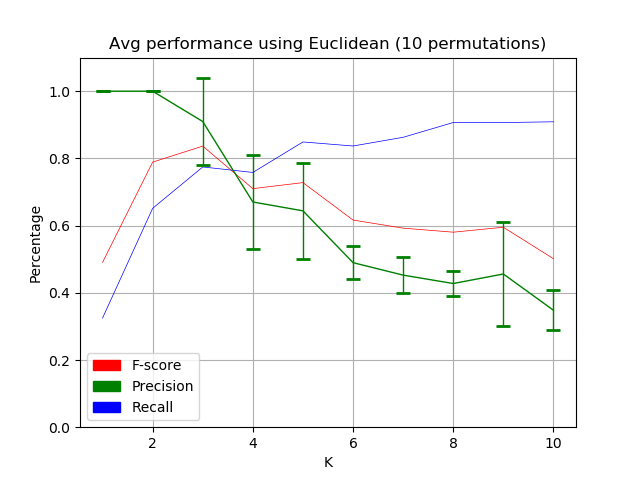 Avg performance using Euclidean (10 permutations)
1.0
0.8
0.6
0.4
0.2
0.0
Percentage
F-score
Precision
Recall
2 4 6 8 10
K